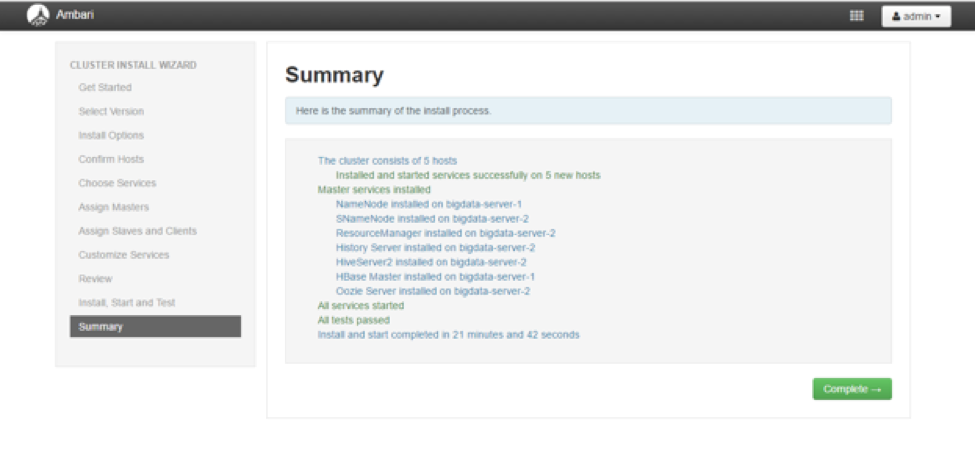 Ambari
admin
CLUSTER INSTALL WIZARD
Get Started
Select Version
Install Options
Confirm Hosts
Choose Services
Assign Masters
Assign Slaves and Clients
Customize Services
Review
Install, Start and Test
Summary
Summary
Here is the summary of the install process.
The cluster consists of 5 hosts
Installed and started services successfully on 5 new hosts
Master services installed
NameNode installed on bigdata-server-1
SNameNode installed on bigdata-server-2
ResourceManager installed on bigdata-server-2
History Server installed on bigdata-server-2
HiveServer2 installed on bigdata-server-2
HBase Master installed on bigdata-server-1
Oozie Server installed on bigdata-server-2
All services started
All tests passed
Install and start completed in 21 minutes and 42 seconds
Complete →